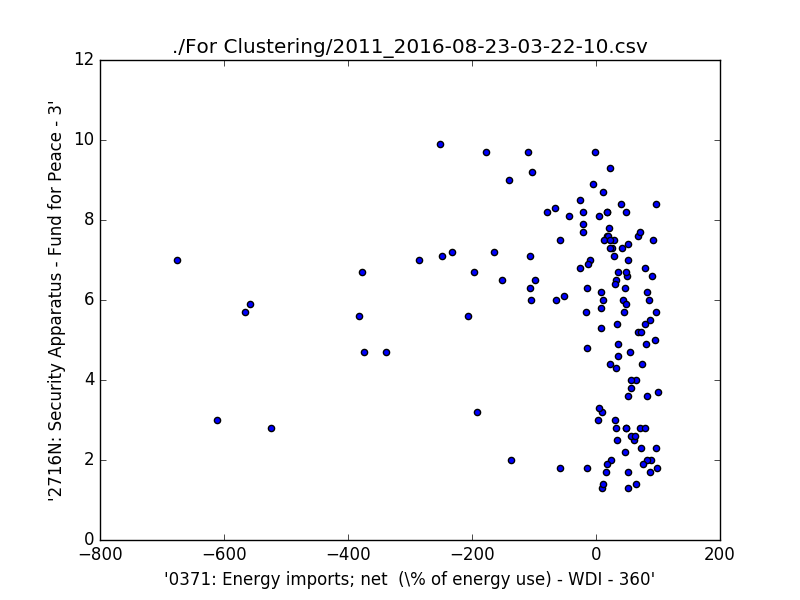 ./For Clustering/2011_2016-08-23-03-22-10.csv
'2716N: Security Apparatus - Fund for Peace - 3'
12
10
8
6
4
2
0
−800 −600 −400 −200 0 200
'0371: Energy imports; net  (\% of energy use) - WDI - 360'